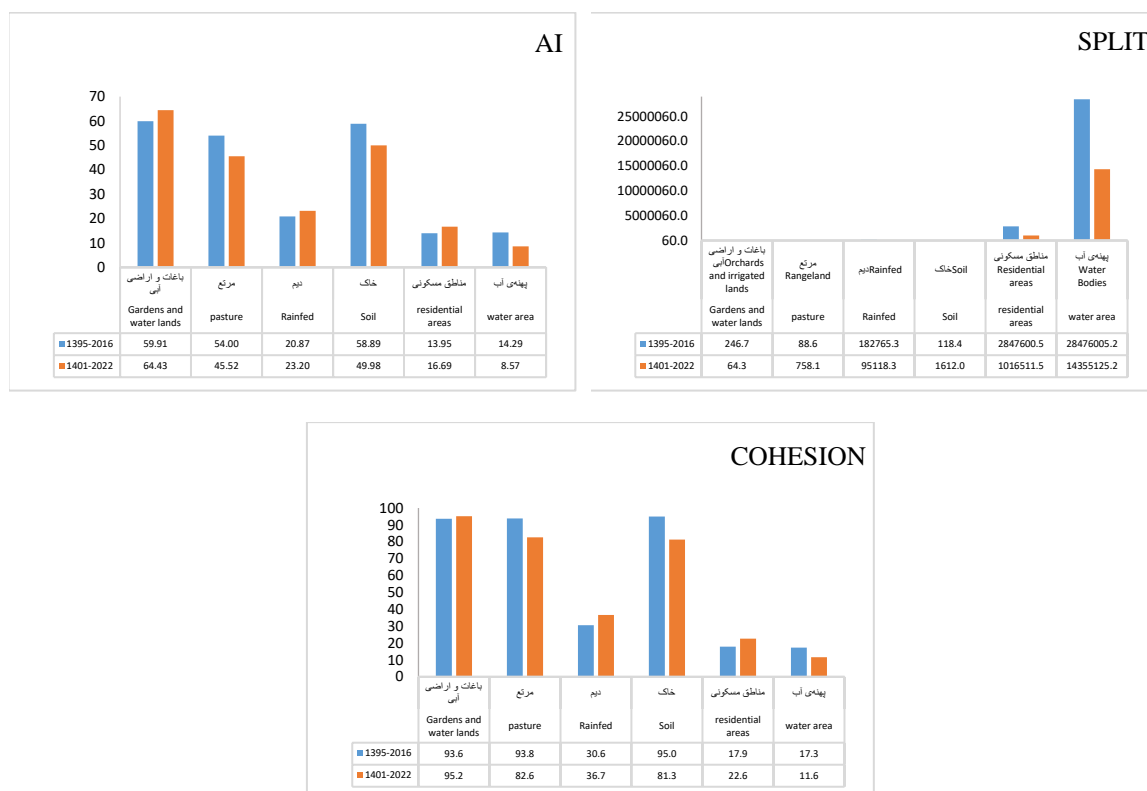 AI
70
60
50
40
30
20
10
0
باغات و اراضی آبی
مرتع
دیم
خاک
مناطق مسکونی
پهنه‌ی آب
Gardens and water lands
pasture
Rainfed
Soil
residential areas
water area
1395-2016 59.91 54.00 20.87 58.89 13.95 14.29
1401-2022 64.43 45.52 23.20 49.98 16.69 8.57
SPLIT
25000060.0
20000060.0
15000060.0
10000060.0
5000060.0
60.0
باغات و اراضی
آبیOrchards
and irrigated
lands
مرتع
Rangeland
دیمRainfed
خاکSoil
مناطق مسکونی
Residential
areas
پهنه‌ی آب
Water
Bodies
Gardens and
water lands
pasture
Rainfed
Soil
residential
areas
water area
1395-2016 246.7 88.6 182765.3 118.4 2847600.5 28476005.2
1401-2022 64.3 758.1 95118.3 1612.0 1016511.5 14355125.2
COHESION
100
90
80
70
60
50
40
30
20
10
0
باغات و اراضی
آبی
مرتع
دیم
خاک
مناطق مسکونی
پهنه‌ی آب
Gardens and
water lands
pasture
Rainfed
Soil
residential
areas
water area
1395-2016 93.6 93.8 30.6 95.0 17.9 17.3
1401-2022 95.2 82.6 36.7 81.3 22.6 11.6